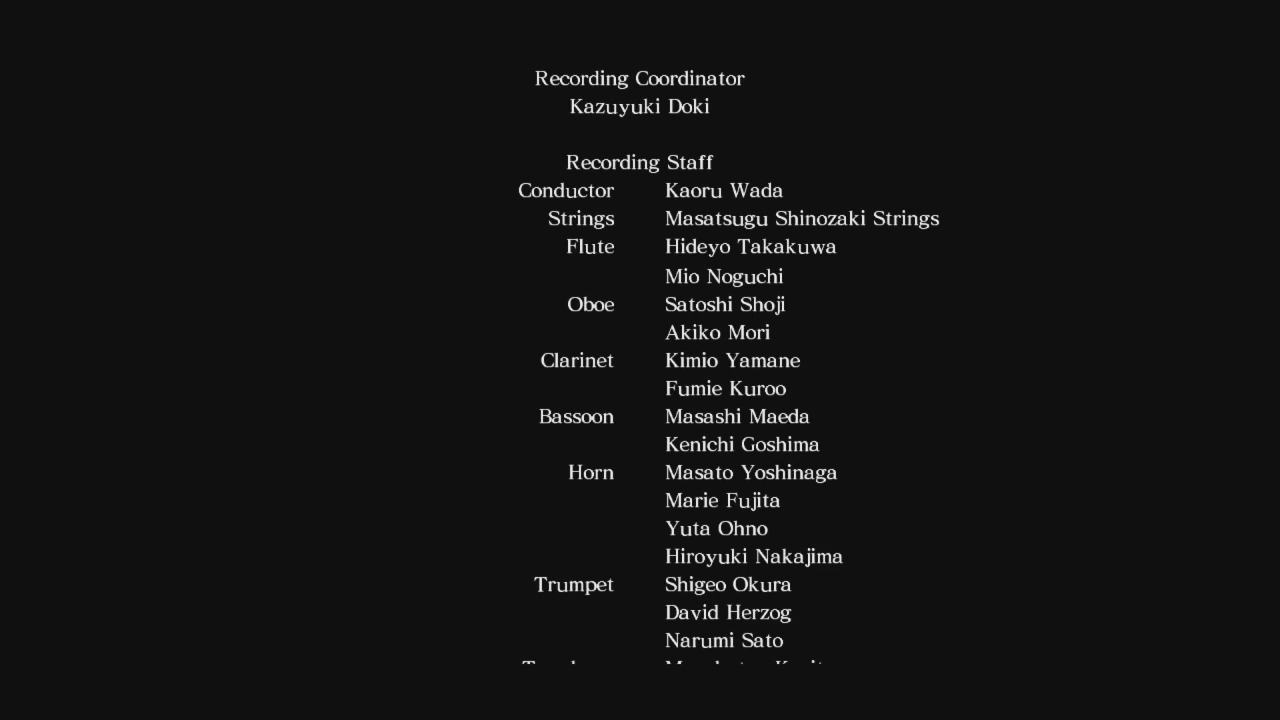 Recording Coordinator
Kazuyuki Doki
Recording Staff
Conductor Kaoru Wada
Strings Masatsugu Shinozaki Strings
Flute Hideyo Takakuwa
Mio Noguchi
Oboe Satoshi Shoji
Akiko Mori
Clarinet Kimio Yamane
Fumie Kuroo
Bassoon Masashi Maeda
Kenichi Goshima
Horn Masato Yoshinaga
Marie Fujita
Yuta Ohno
Hiroyuki Nakajima
Trumpet Shigeo Okura
David Herzog
Narumi Sato